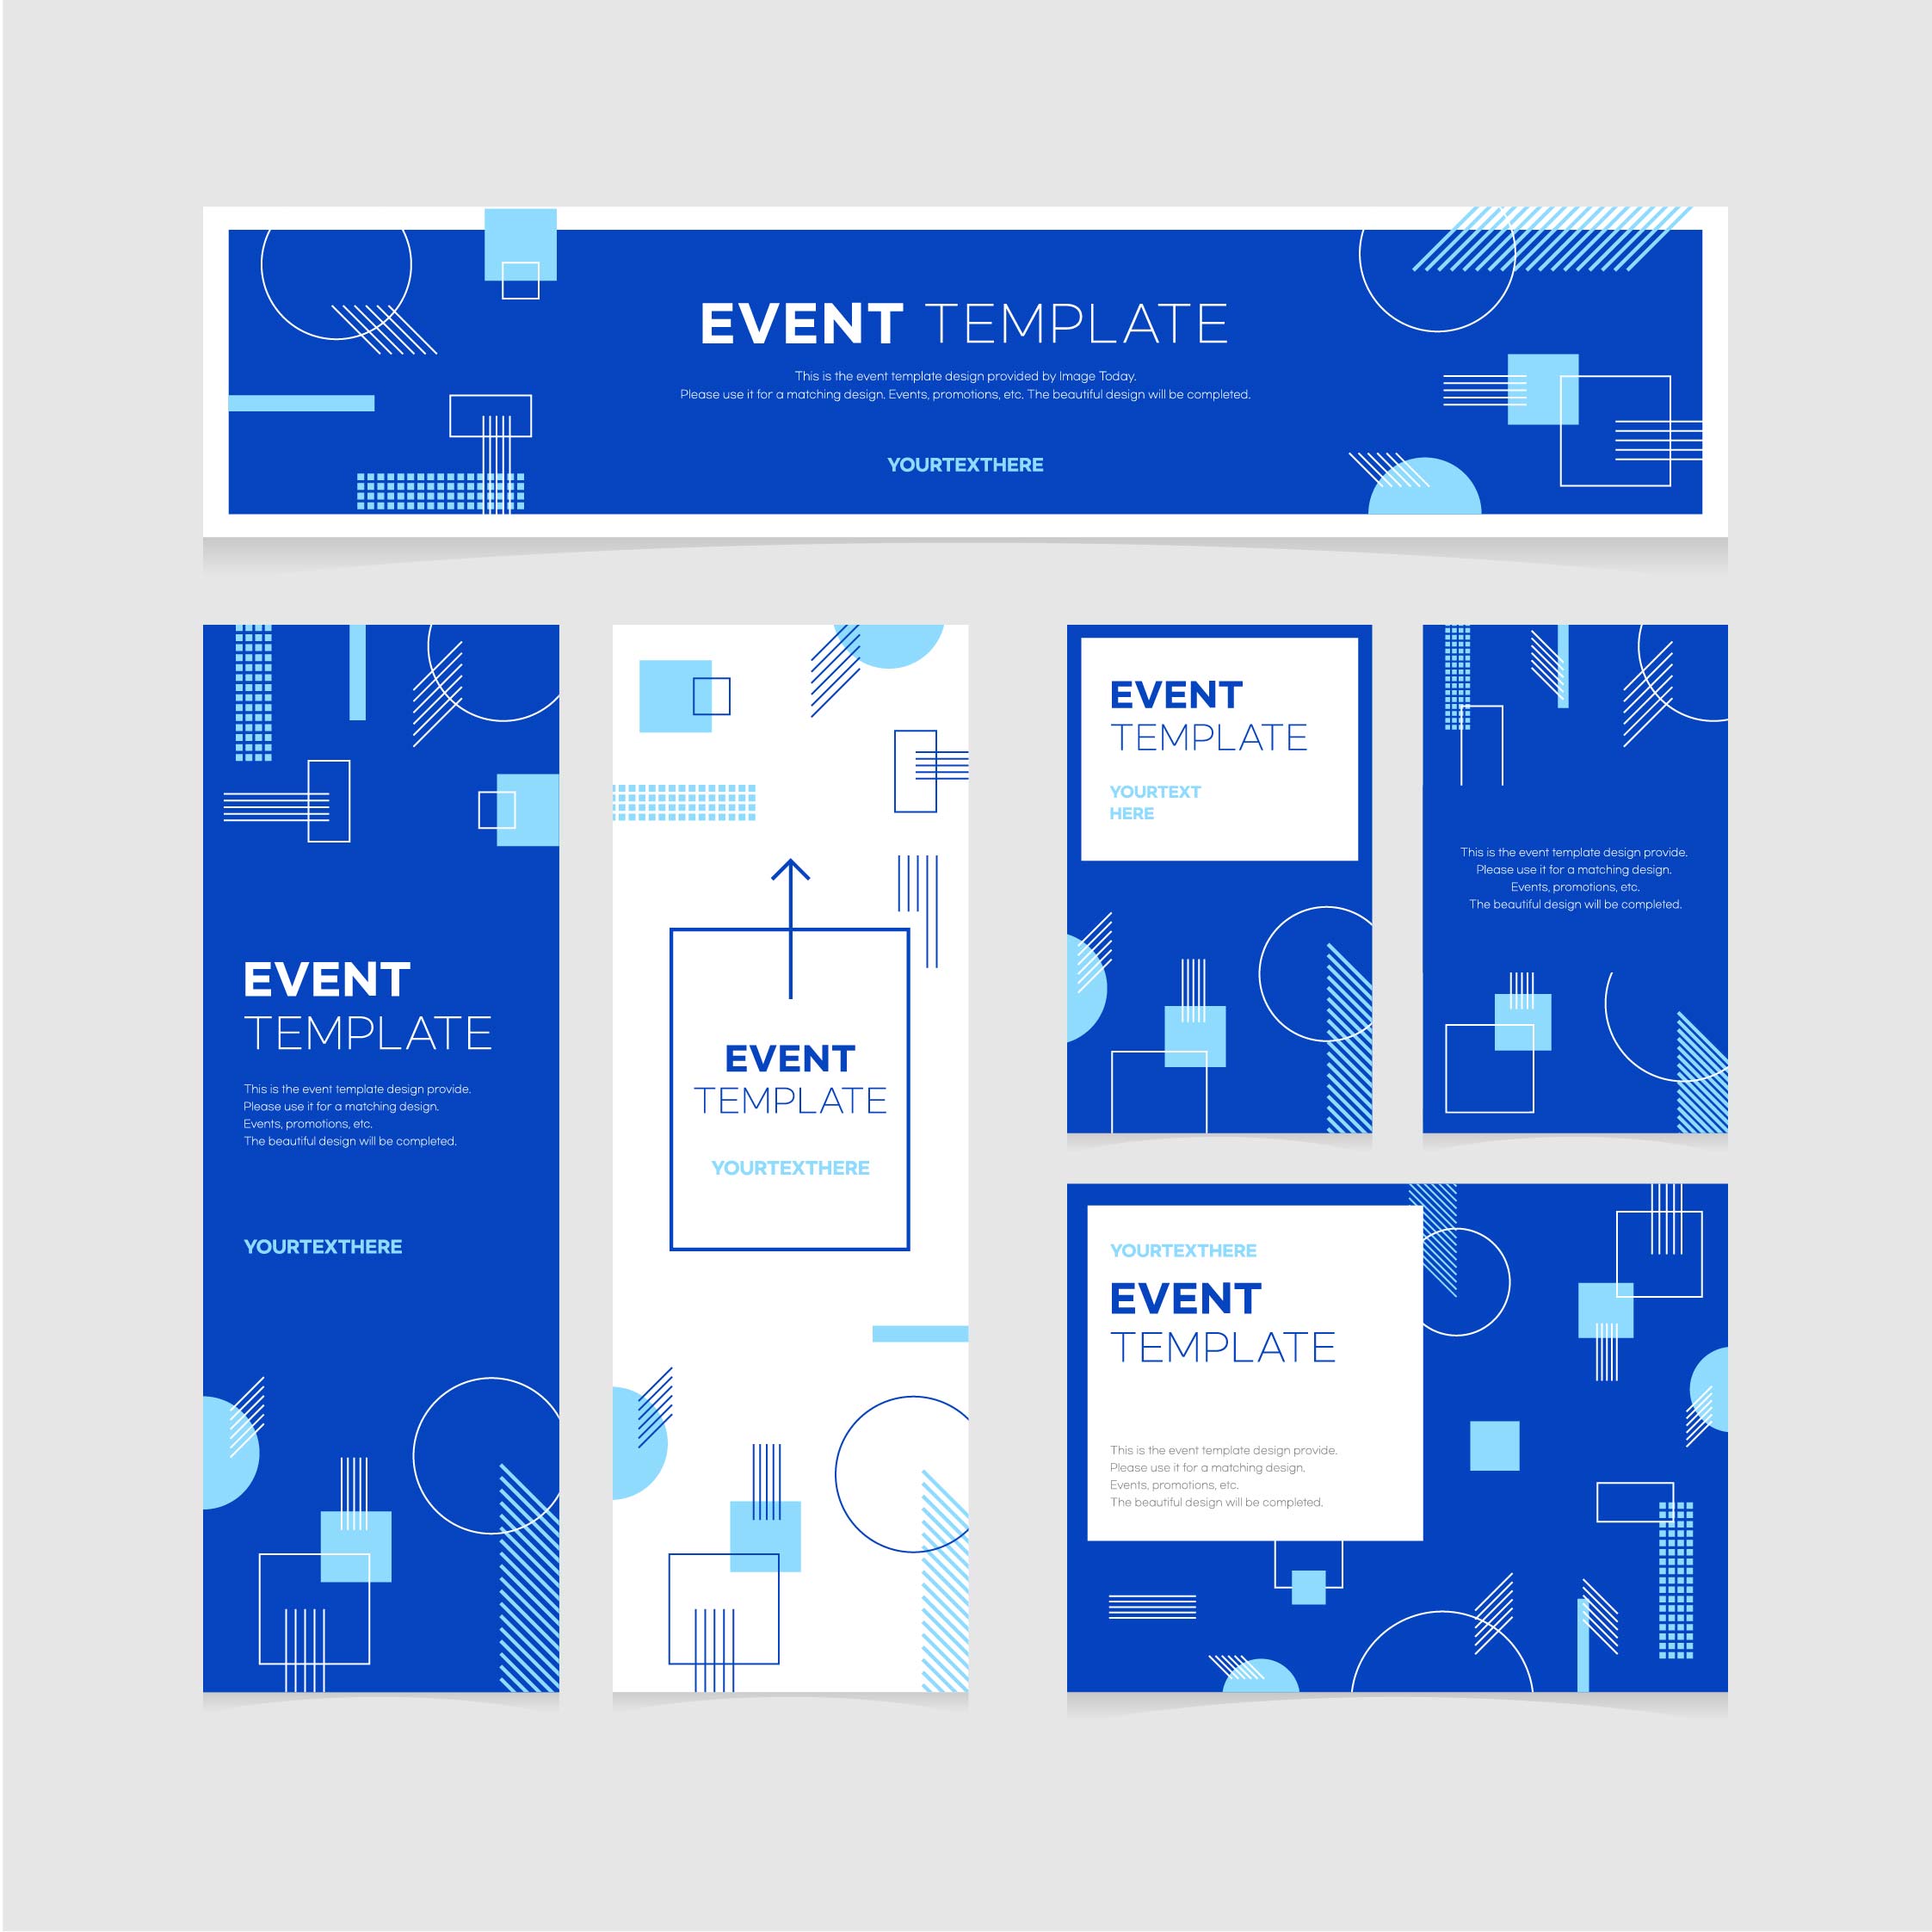 EVENT TEMPLATE
This is the event template design provided by Image Today.
Please use it for a matching design. Events, promotions, etc. The beautiful design will be completed.
YOURTEXTHERE
EVENT
TEMPLATE
This is the event template design provide.
Please use it for a matching design.
Events, promotions, etc.
The beautiful design will be completed.
YOURTEXTHERE
EVENT
TEMPLATE
YOURTEXTHERE
EVENT
TEMPLATE
YOURTEXT
HERE
This is the event template design provide.
Please use it for a matching design.
Events, promotions, etc.
The beautiful design will be completed.
YOURTEXTHERE
EVENT
TEMPLATE
This is the event template design provide.
Please use it for a matching design.
Events, promotions, etc.
The beautiful design will be completed.